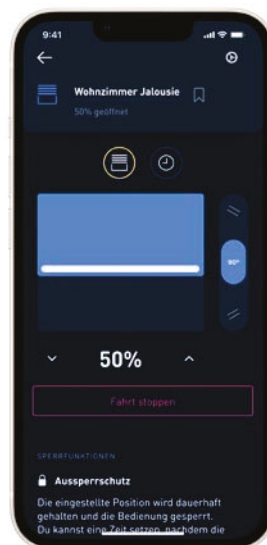 9:41
Wohnzimmer Jalousie
50% geöffnet
90°
50%
Fahrt stoppen
SPERRFUNKTIONEN
Aussperrschutz
Die eingestellte Position wird dauerhaft
gehalten und die Bedienung gesperrt.
Du kannst eine Zeit setzen, nachdem die